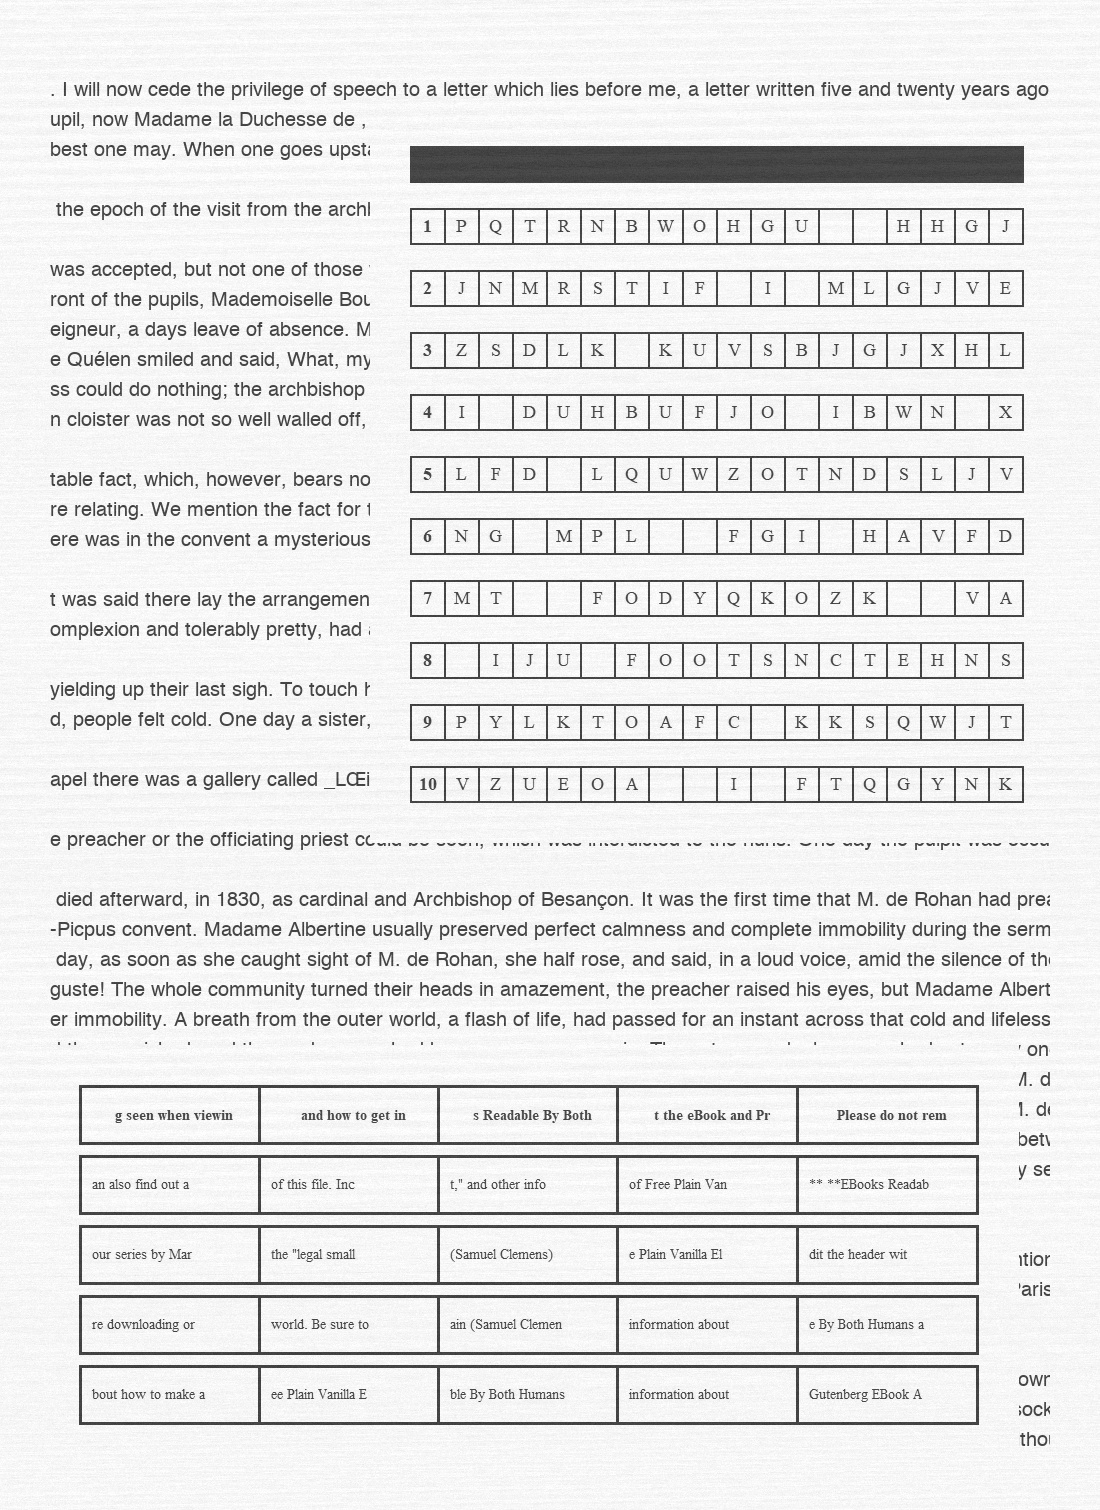 . I will now cede the privilege of speech to a letter which lies before me, a letter written five and twenty years ago
upil, now Madame la Duchesse de ,
best one may. When one goes upsta
the epoch of the visit from the archl
was accepted, but not one of those
ront of the pupils, Mademoiselle Bou
eigneur, a days leave of absence. M
e Quélen smiled and said, What, my
ss could do nothing; the archbishop
n cloister was not so well walled off,
table fact, which, however, bears no
re relating. We mention the fact for t
ere was in the convent a mysterious
t was said there lay the arrangemen
omplexion and tolerably pretty, had a
yielding up their last sigh. To touch h
d, people felt cold. One day a sister,
apel there was a gallery called _LŒi
1 P Q T R N B W O H G U H H G J
2 J N M R S T I F I M L G J V E
3 Z S D L K K U V S B J G J X H L
4 I D U H B U F J O I B W N X
5 L F D L Q U W Z O T N D S L J V
6 N G M P L F G I H A V F D
7 M T F O D Y Q K O Z K V A
8 I J U F O O T S N C T E H N S
9 P Y L K T O A F C K K S Q W J T
10 V Z U E O A I F T Q G Y N K
e preacher or the officiating priest could be seen, which was interdicted to the nuns. One day the pulpit was occu
died afterward, in 1830, as cardinal and Archbishop of Besançon. It was the first time that M. de Rohan had prea
-Picpus convent. Madame Albertine usually preserved perfect calmness and complete immobility during the serm
day, as soon as she caught sight of M. de Rohan, she half rose, and said, in a loud voice, amid the silence of the
guste! The whole community turned their heads in amazement, the preacher raised his eyes, but Madame Albert
er immobility. A breath from the outer world, a flash of life, had passed for an instant across that cold and lifeless
on
M. d
M. de
betw
y se
ntion
Paris
own
sock
thou
g seen when viewin and how to get in s Readable By Both t the eBook and Pr Please do not rem
an also find out a of this file. Inc t," and other info of Free Plain Van ** **EBooks Readab
our series by Mar the "legal small (Samuel Clemens) e Plain Vanilla El dit the header wit
re downloading or world. Be sure to ain (Samuel Clemen information about e By Both Humans a
bout how to make a ee Plain Vanilla E ble By Both Humans information about Gutenberg EBook A